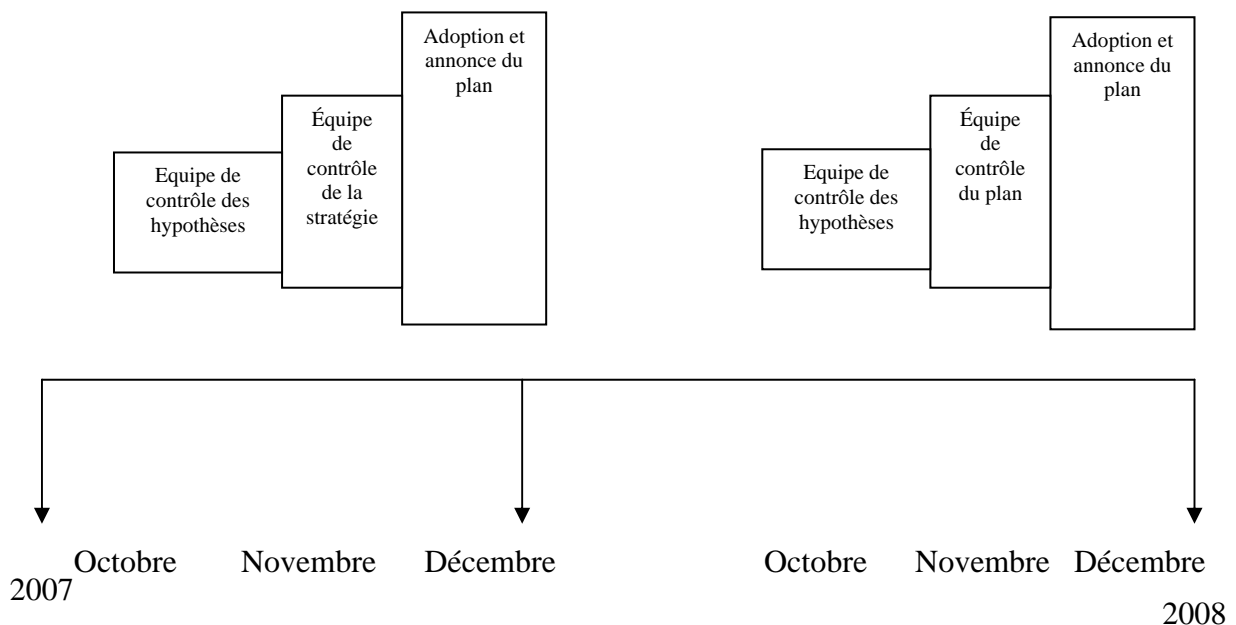 Adoption et
annonce du
plan
Équipe
de
contrôle
de la
stratégie
Equipe de
contrôle des
hypothèses
Adoption et
annonce du
plan
Équipe
de
contrôle
du plan
Equipe de
contrôle des
hypothèses
Octobre Novembre Décembre Octobre Novembre Décembre
2007
2008